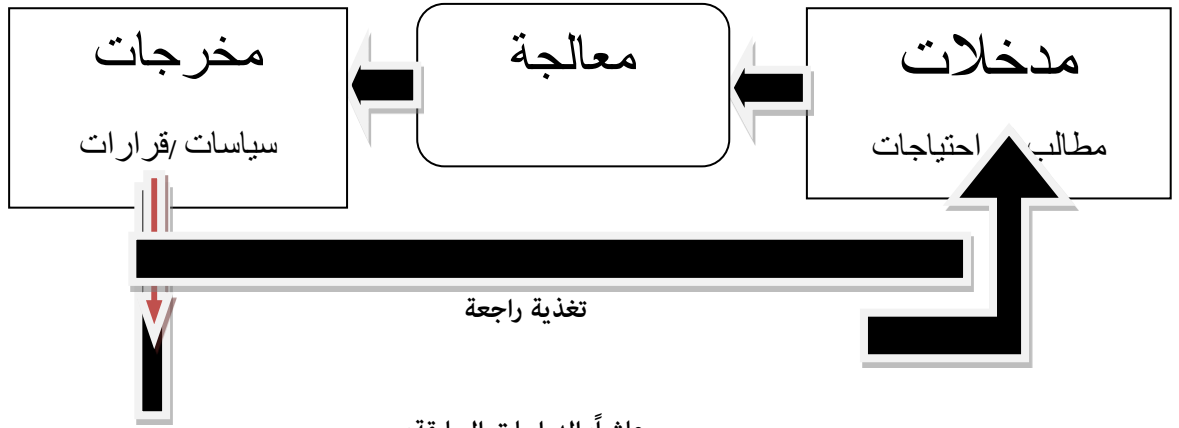 مدخلات
معالجة
مخرجات
مطالب
احتياجات
سياسات /قرارات
تغذية راجعة